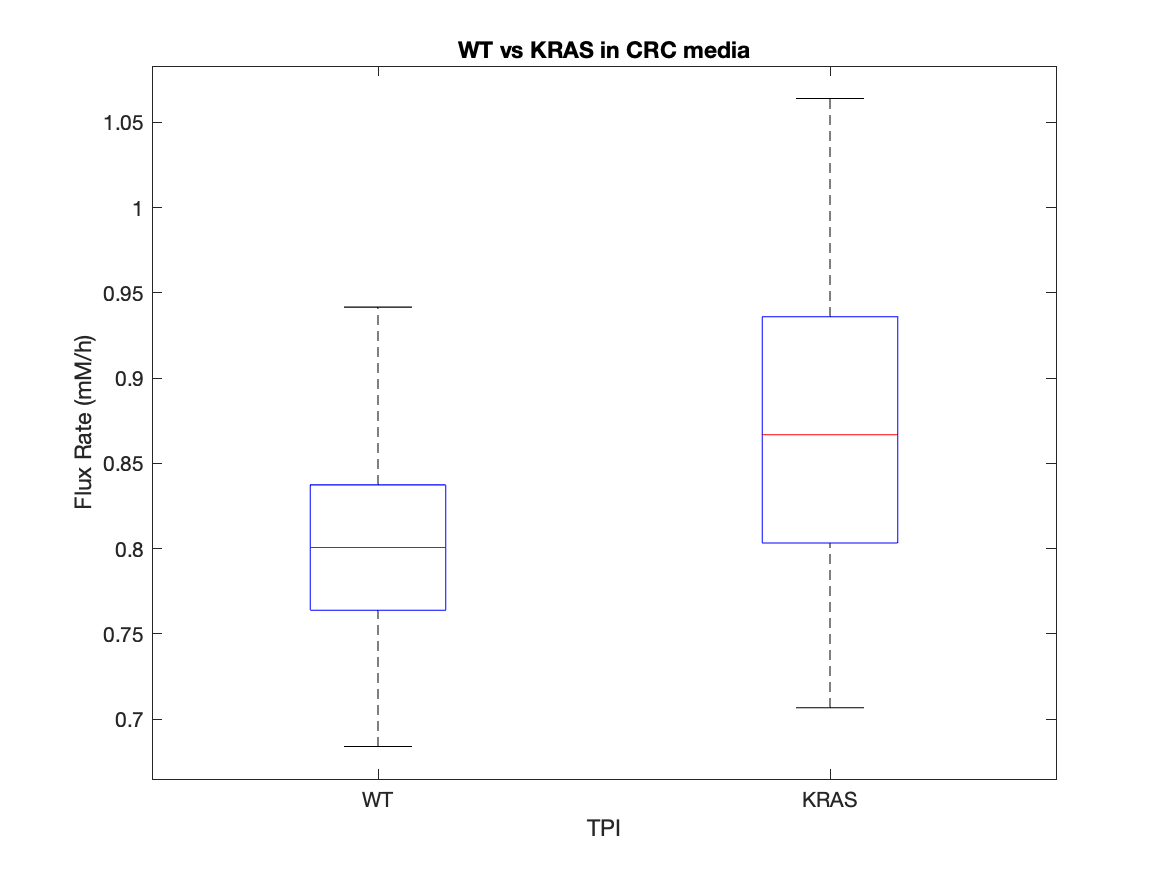 WT vs KRAS in CRC media
Flux Rate (mM/h)
1.05
1
0.95
0.9
0.85
0.8
0.75
0.7
WT
KRAS
TPI